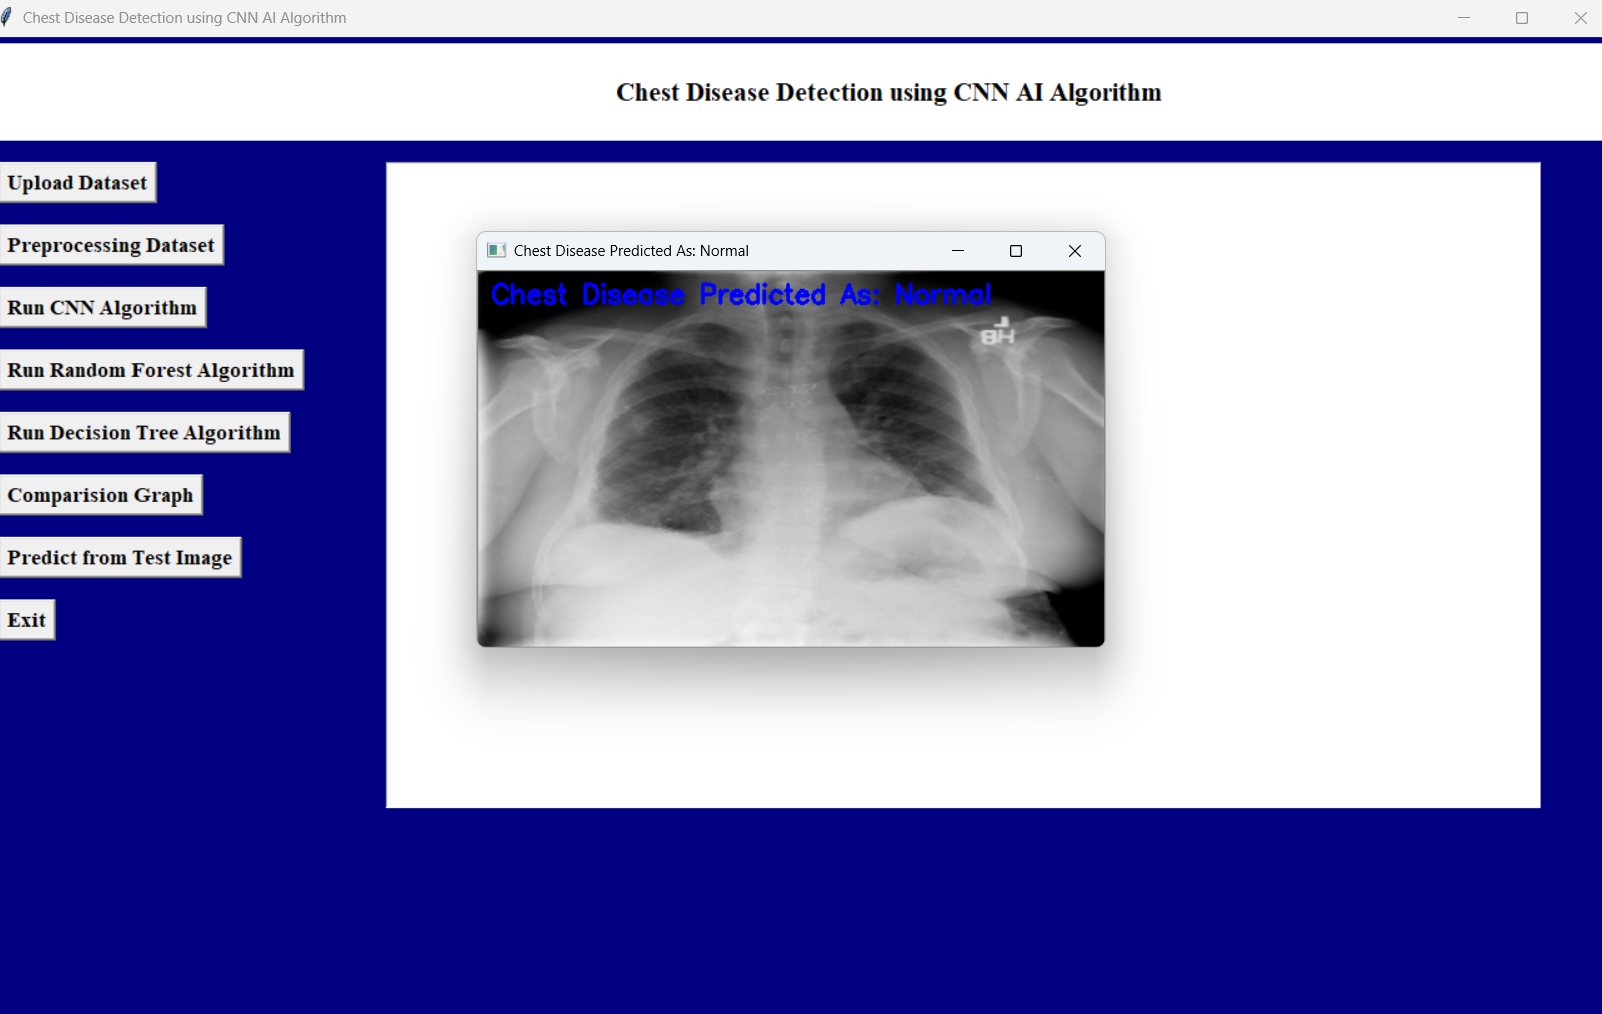 Chest Disease Detection using CNN AI Algorithm
Chest Disease Detection using CNN AI Algorithm
Upload Dataset
Preprocessing Dataset
Run CNN Algorithm
Run Random Forest Algorithm
Run Decision Tree Algorithm
Comparision Graph
Predict from Test Image
Exit
Chest Disease Predicted As: Normal
Chest Disease Predicted As: Normal
L